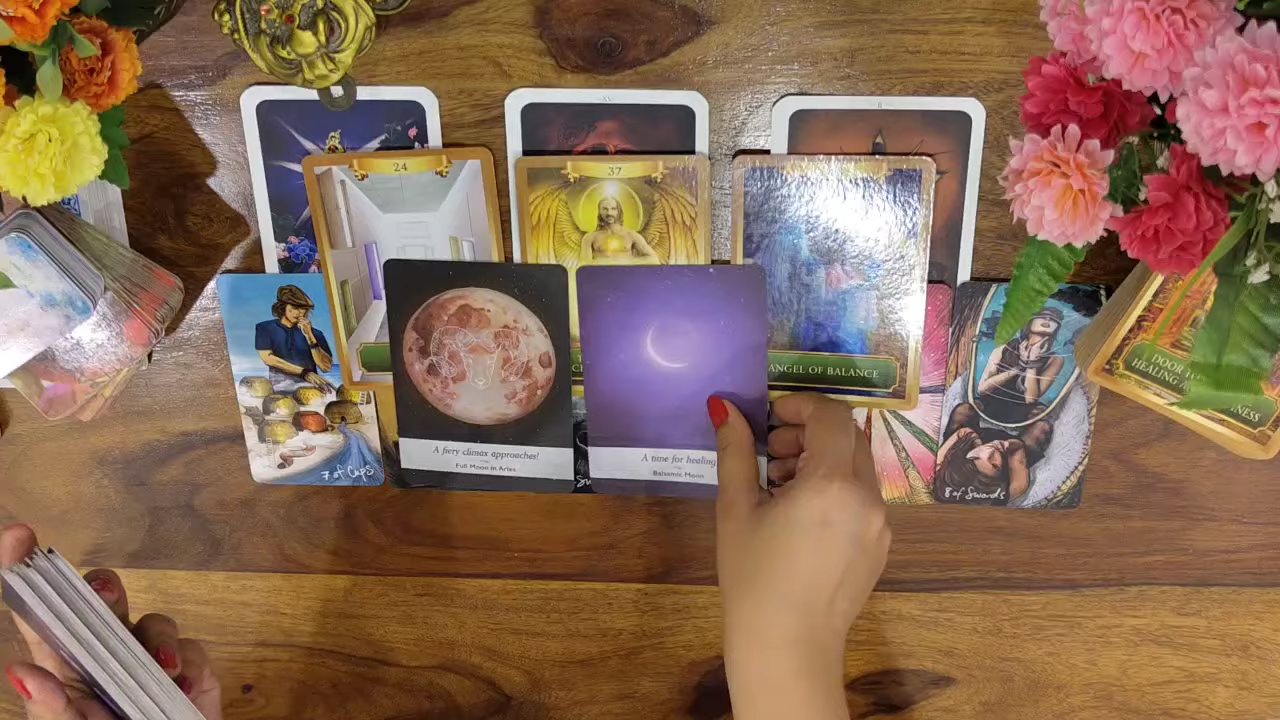 24
37
ANGEL OF BALANCE
7 of Cups
A fiery climax approaches!
Full Moon in Aries
A time for healing
Balsamic Moon
8 of Swords
DOOR
HEALING